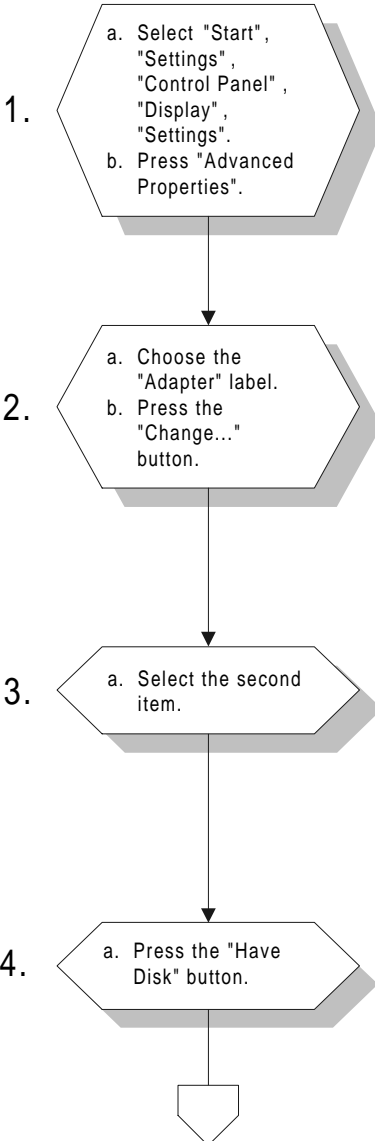 1.
a. Select "Start",
"Settings",
"Control Panel",
"Display",
"Settings".
b. Press "Advanced
Properties".
2.
a. Choose the
"Adapter" label.
b. Press the
"Change..."
button.
3.
a. Select the second
item.
4.
a. Press the "Have
Disk" button.